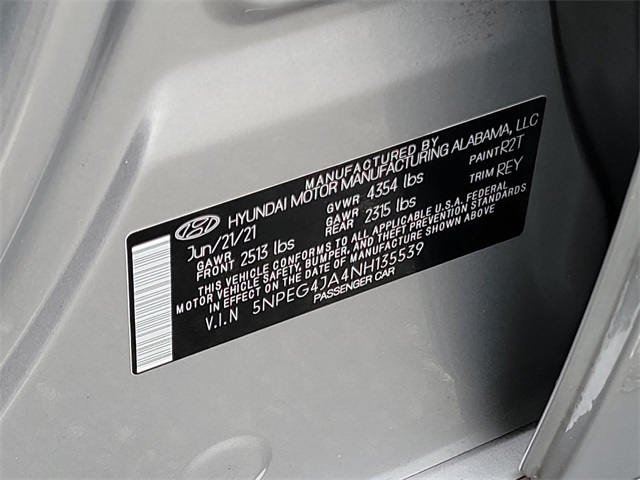 MANUFACTURED BY
HYUNDAI MOTOR MANUFACTURING ALABAMA, LLC
Jun/21/21 GVWR 4354 lbs PAINT R2T
GAWR FRONT 2513 lbs GAWR REAR 2315 lbs TRIM REY
THIS VEHICLE CONFORMS TO ALL APPLICABLE U.S.A. FEDERAL
MOTOR VEHICLE SAFETY, BUMPER, AND THEFT PREVENTION STANDARDS
IN EFFECT ON THE DATE OF MANUFACTURE SHOWN ABOVE.
V.I.N 5NPEG4JA4NH135539
PASSENGER CAR